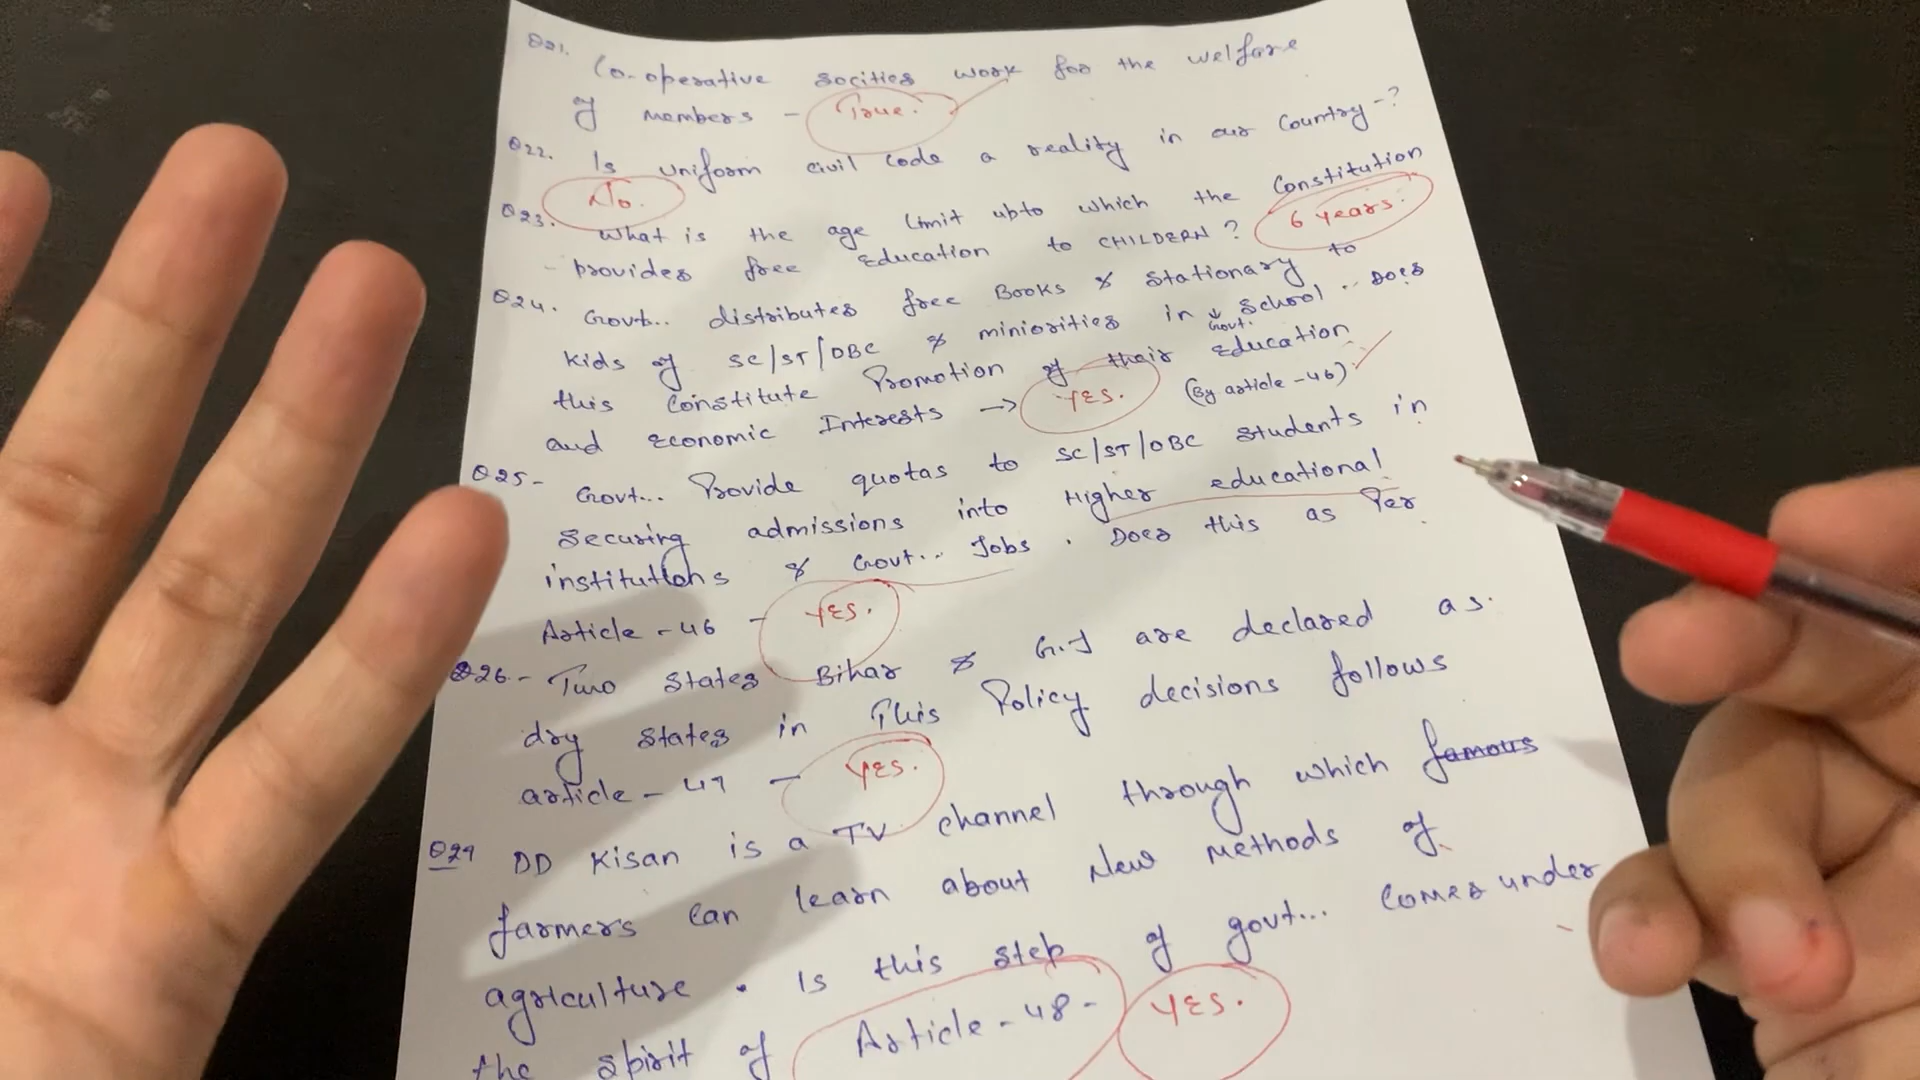 Q21. Co-operative socities work for the welfare
of members - True.
Q22. Is uniform civil code a reality in our Country-?
No.
Q23. What is the age limit upto which the Constitution
- provides free Education to CHILDERN? 6 years.
Q24. Govt.. distributes free Books & Stationary to
kids of SC/ST/OBC & miniorities in Govt. School.. Does
this constitute Promotion of their Education
and Economic Interests → YES. (By article-46)
Q25- Govt... Provide quotas to SC/ST/OBC students in
securing admissions into Higher educational
institutions & Govt.. Jobs. Does this as Per
Article-46 - YES.
Q26.- Two States Bihar & GJ are declared as.
dry states in This Policy decisions follows
article-47 - YES.
Q27 DD Kisan is a TV channel through which famous
farmers can learn about New methods of
agriculture. Is this step of govt... comes under
the spirit of Article-48- YES.